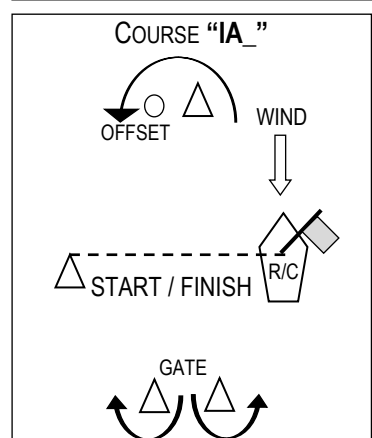 COURSE “IA_”
OFFSET
WIND
R/C
START / FINISH
GATE